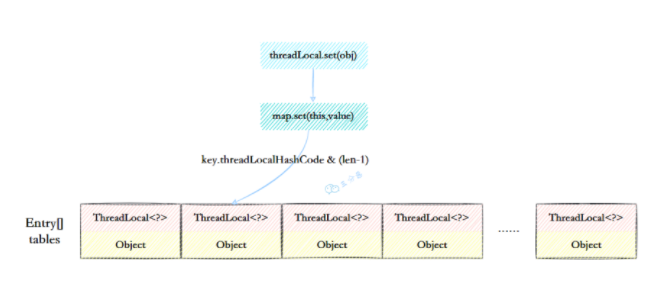 threadLocal.set(obj)
map.set(this,value)
key.threadLocalHashCode & (len-1)
Entry[]
tables
ThreadLocal<?> ThreadLocal<?> ThreadLocal<?> ThreadLocal<?> ...... ThreadLocal<?>
Object Object Object Object Object